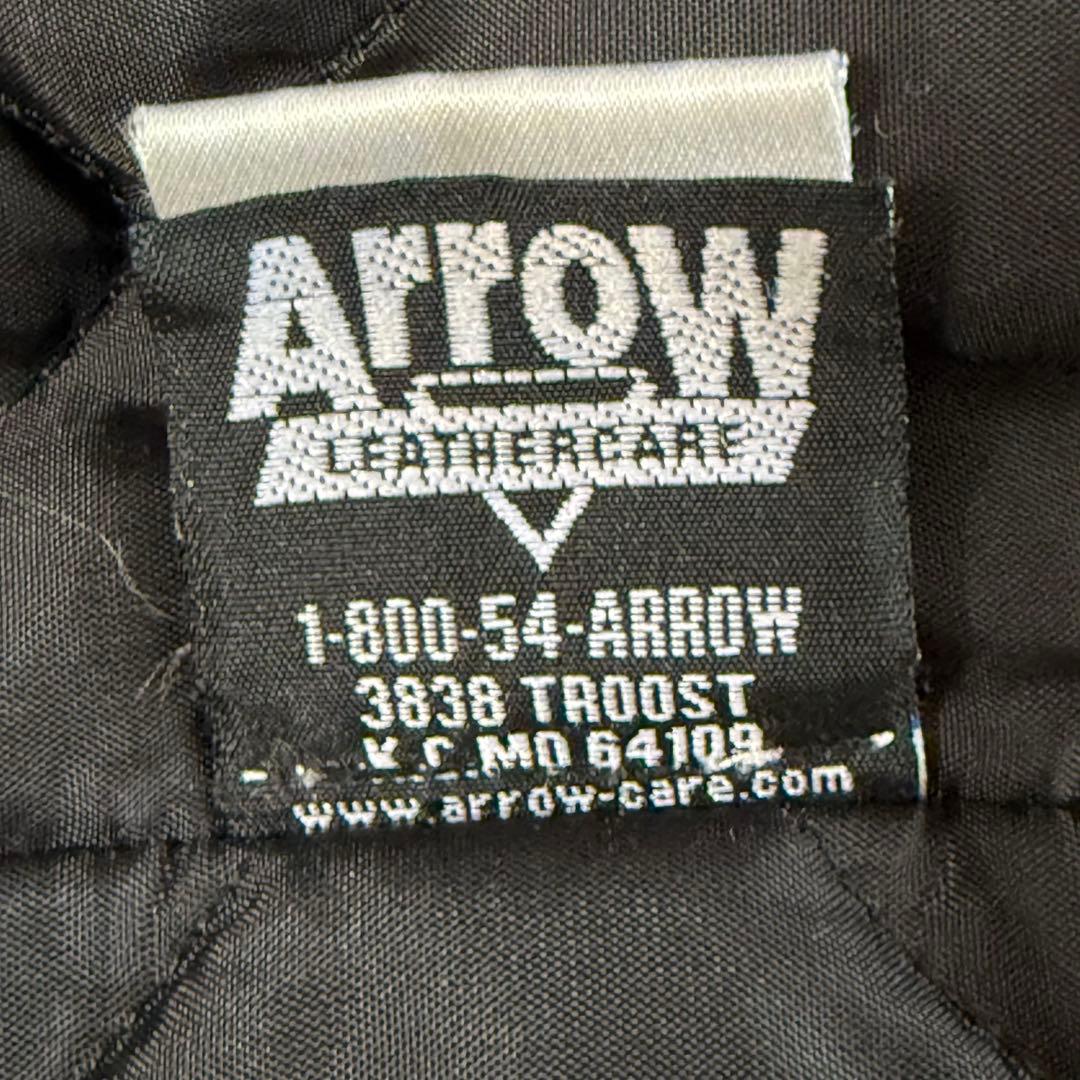 Arrow
LEATHERCARE
1-800-54-ARROW
3838 TROOST
K.C. MO 64109
www.arrow-care.com